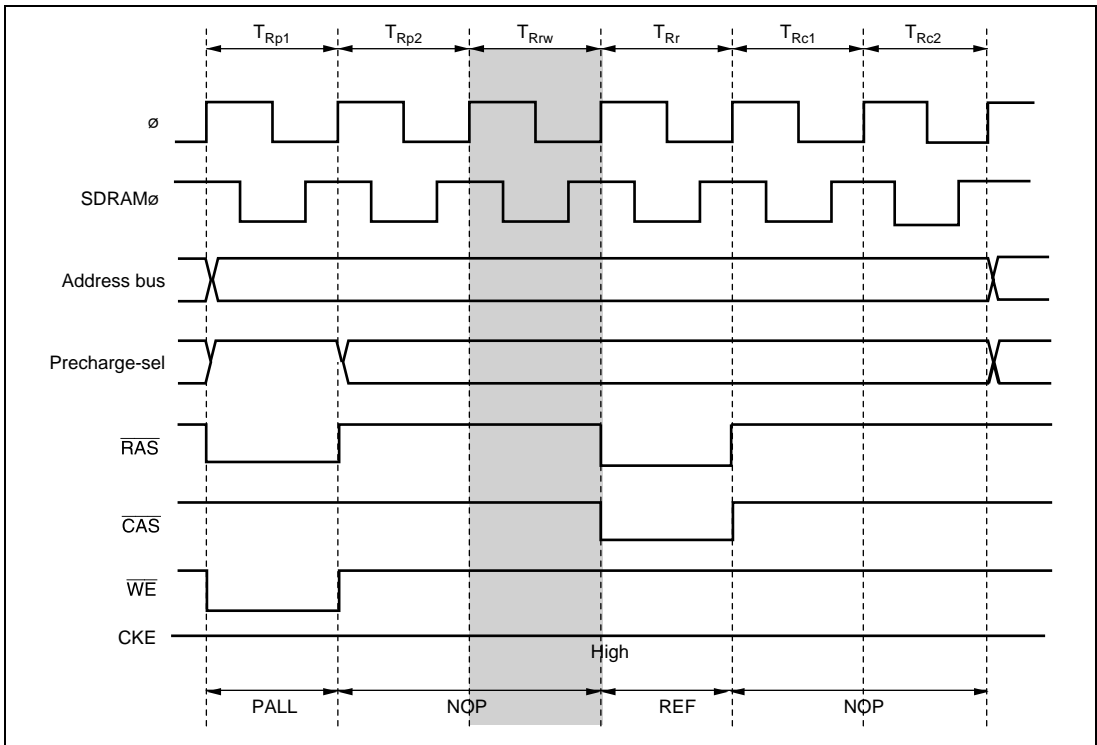 TRp1 TRp2 TRrw TRr TRc1 TRc2
ø
SDRAMø
Address bus
Precharge-sel
RAS
CAS
WE
CKE
High
PALL NOP REF NOP